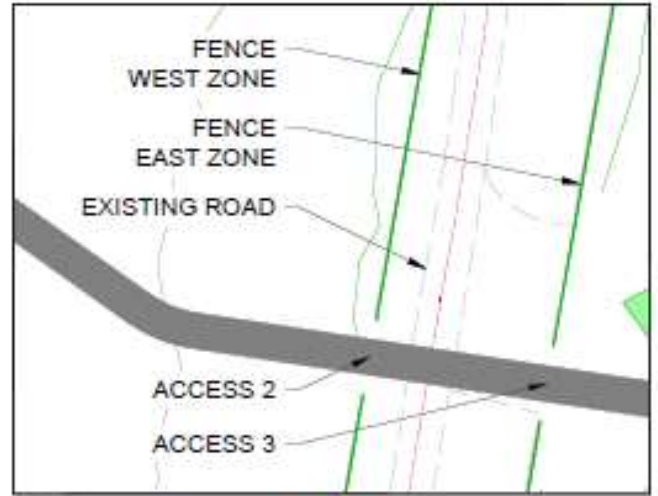 FENCE
WEST ZONE
FENCE
EAST ZONE
EXISTING ROAD
ACCESS 2
ACCESS 3